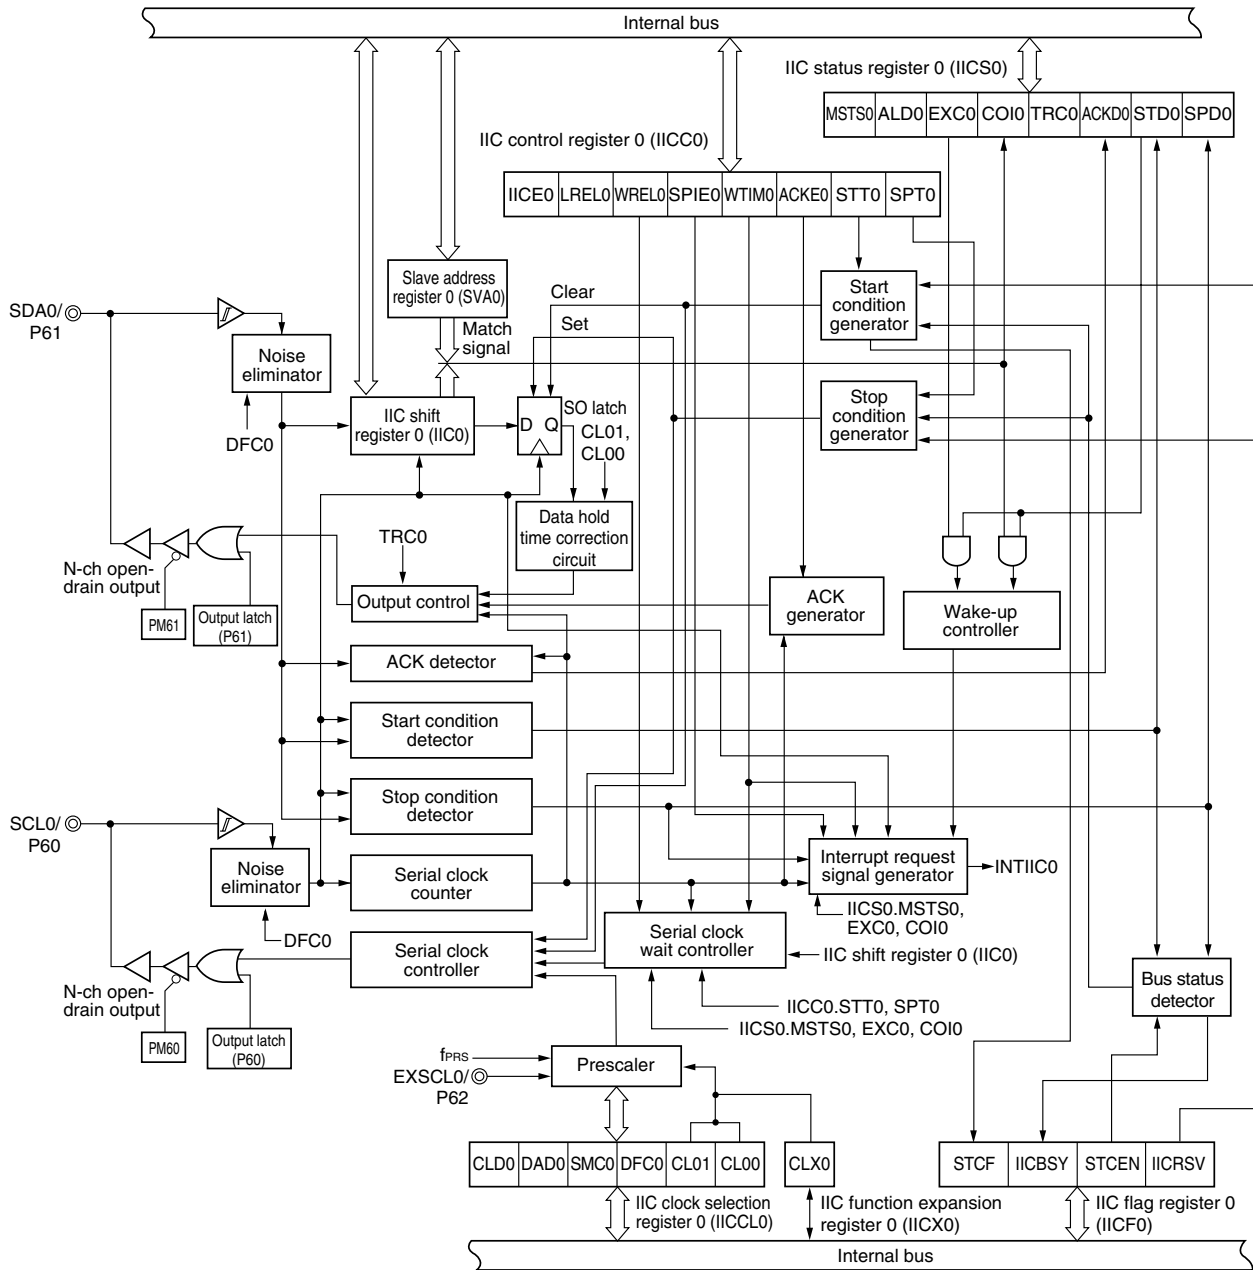 Internal bus
IIC status register 0 (IICS0)
MSTS0 ALD0 EXC0 COI0 TRC0 ACKD0 STD0 SPD0
IIC control register 0 (IICC0)
IICE0 LREL0 WREL0 SPIE0 WTIM0 ACKE0 STT0 SPT0
Slave address
register 0 (SVA0)
Clear
Set
Match
signal
Start
condition
generator
SDA0/
P61
Noise
eliminator
DFC0
IIC shift
register 0 (IIC0)
D Q
SO latch
CL01,
CL00
Stop
condition
generator
Data hold
time correction
circuit
TRC0
N-ch open-
drain output
PM61
Output latch
(P61)
Output control
ACK
generator
Wake-up
controller
ACK detector
Start condition
detector
Stop condition
detector
SCL0/
P60
Noise
eliminator
DFC0
Serial clock
counter
Interrupt request
signal generator
INTIIC0
IICS0.MSTS0,
EXC0, COI0
Serial clock
controller
Serial clock
wait controller
IIC shift register 0 (IIC0)
Bus status
detector
N-ch open-
drain output
PM60
Output latch
(P60)
IICC0.STT0, SPT0
IICS0.MSTS0, EXC0, COI0
fPRS
EXSCL0/
P62
Prescaler
CLD0 DAD0 SMC0 DFC0 CL01 CL00
CLX0
STCF IICBSY STCEN IICRSV
IIC clock selection
register 0 (IICCL0)
IIC function expansion
register 0 (IICX0)
IIC flag register 0
(IICF0)
Internal bus